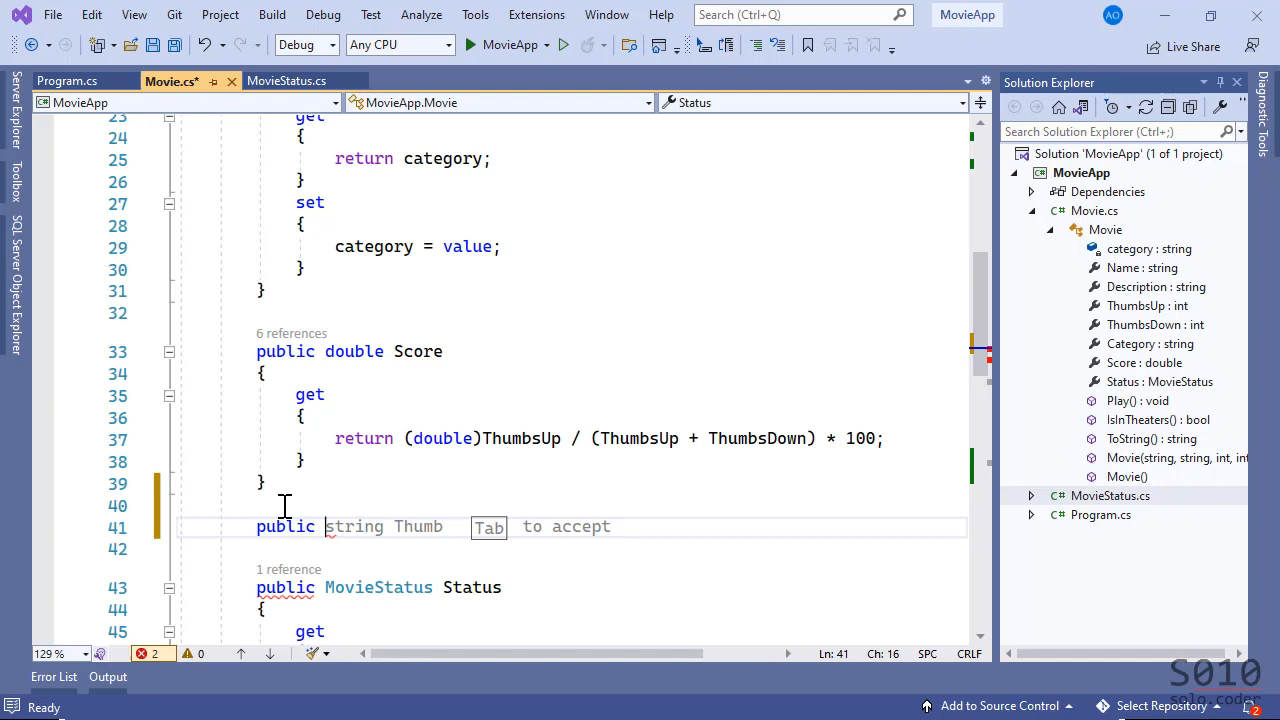 File Edit View Git Project Build Debug Test Analyze Tools Extensions Window Help Search (Ctrl+Q) MovieApp AO
Debug Any CPU MovieApp Live Share
Program.cs Movie.cs* MovieStatus.cs
MovieApp MovieApp.Movie Status
Server Explorer
Toolbox
SQL Server Object Explorer
23 get
24 {
25 return category;
26 }
27 set
28 {
29 category = value;
30 }
31 }
32
6 references
33 public double Score
34 {
35 get
36 {
37 return (double)ThumbsUp / (ThumbsUp + ThumbsDown) * 100;
38 }
39 }
40
41 public string Thumb Tab to accept
42
1 reference
43 public MovieStatus Status
44 {
45 get
129 % 2 0 Ln: 41 Ch: 16 SPC CRLF
Error List Output
Ready
Solution Explorer
Search Solution Explorer (Ctrl+;)
Solution 'MovieApp' (1 of 1 project)
MovieApp
Dependencies
C# Movie.cs
Movie
category : string
Name : string
Description : string
ThumbsUp : int
ThumbsDown : int
Category : string
Score : double
Status : MovieStatus
Play() : void
IsInTheaters() : bool
ToString() : string
Movie(string, string, int, int
Movie()
C# MovieStatus.cs
C# Program.cs
Diagnostic Tools
S010
solo.coder
Add to Source Control Select Repository 2